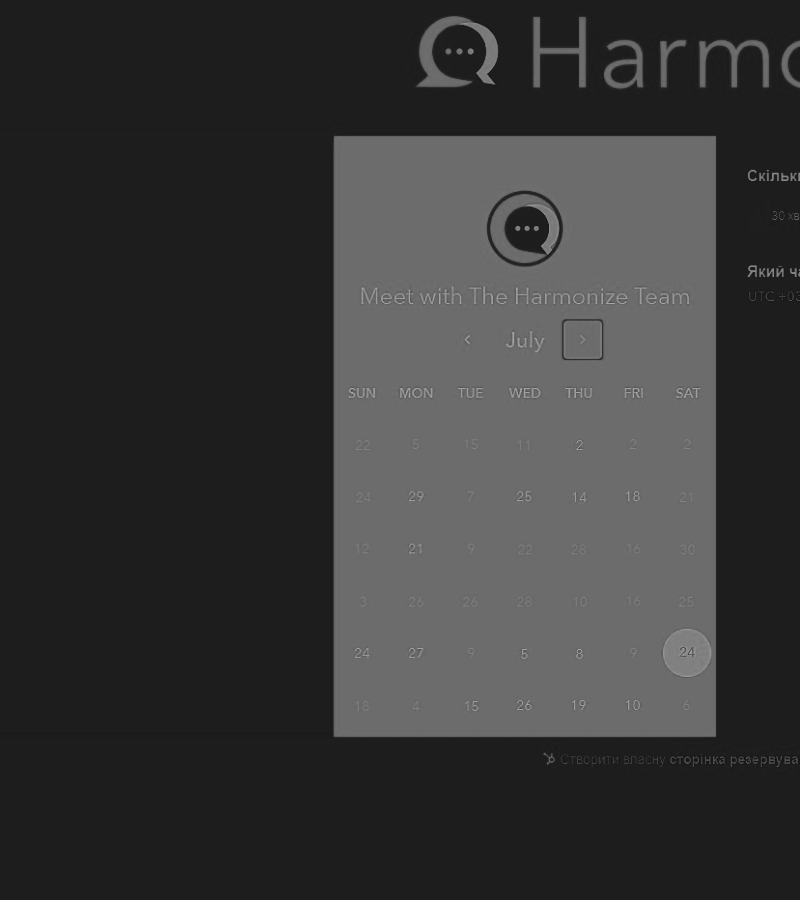 Harmo
Meet with The Harmonize Team
July
SUN MON TUE WED THU FRI SAT
22 5 15 11 2 2 2
24 29 7 25 14 18 21
12 21 9 22 28 16 30
3 26 26 28 10 16 25
24 27 9 5 8 9 24
18 4 15 26 19 10 6
Скільки
30 хв
Який ча
UTC +03
Створити власну сторінка резервува